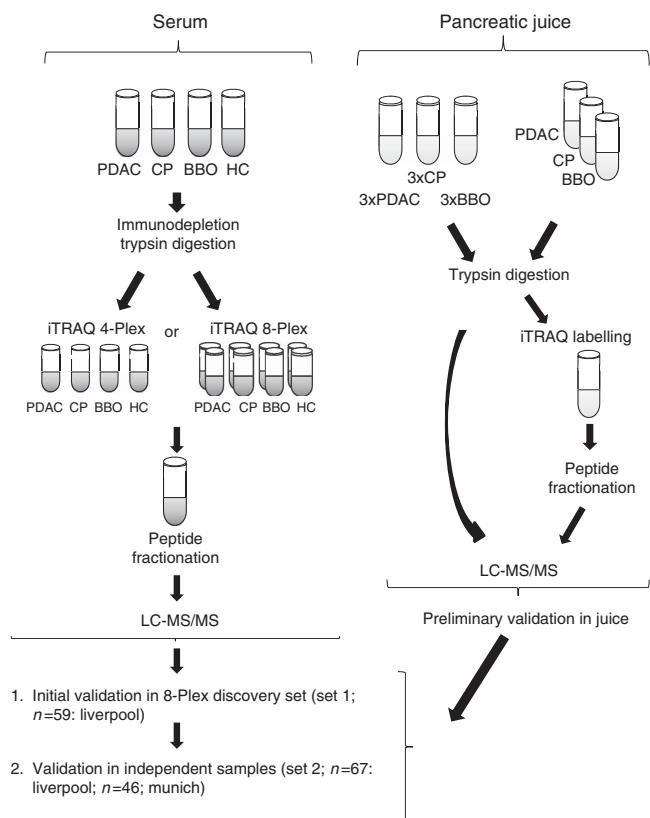 Serum
PDAC CP BBO HC
Immunodepletion
trypsin digestion
iTRAQ 4-Plex
or
iTRAQ 8-Plex
PDAC CP BBO HC
PDAC CP BBO HC
Peptide
fractionation
LC-MS/MS
1. Initial validation in 8-Plex discovery set (set 1;
n=59: liverpool)
2. Validation in independent samples (set 2; n=67:
liverpool; n=46; munich)
Pancreatic juice
3xCP
3xPDAC 3xBBO
PDAC
CP
BBO
Trypsin digestion
iTRAQ labelling
Peptide
fractionation
LC-MS/MS
Preliminary validation in juice